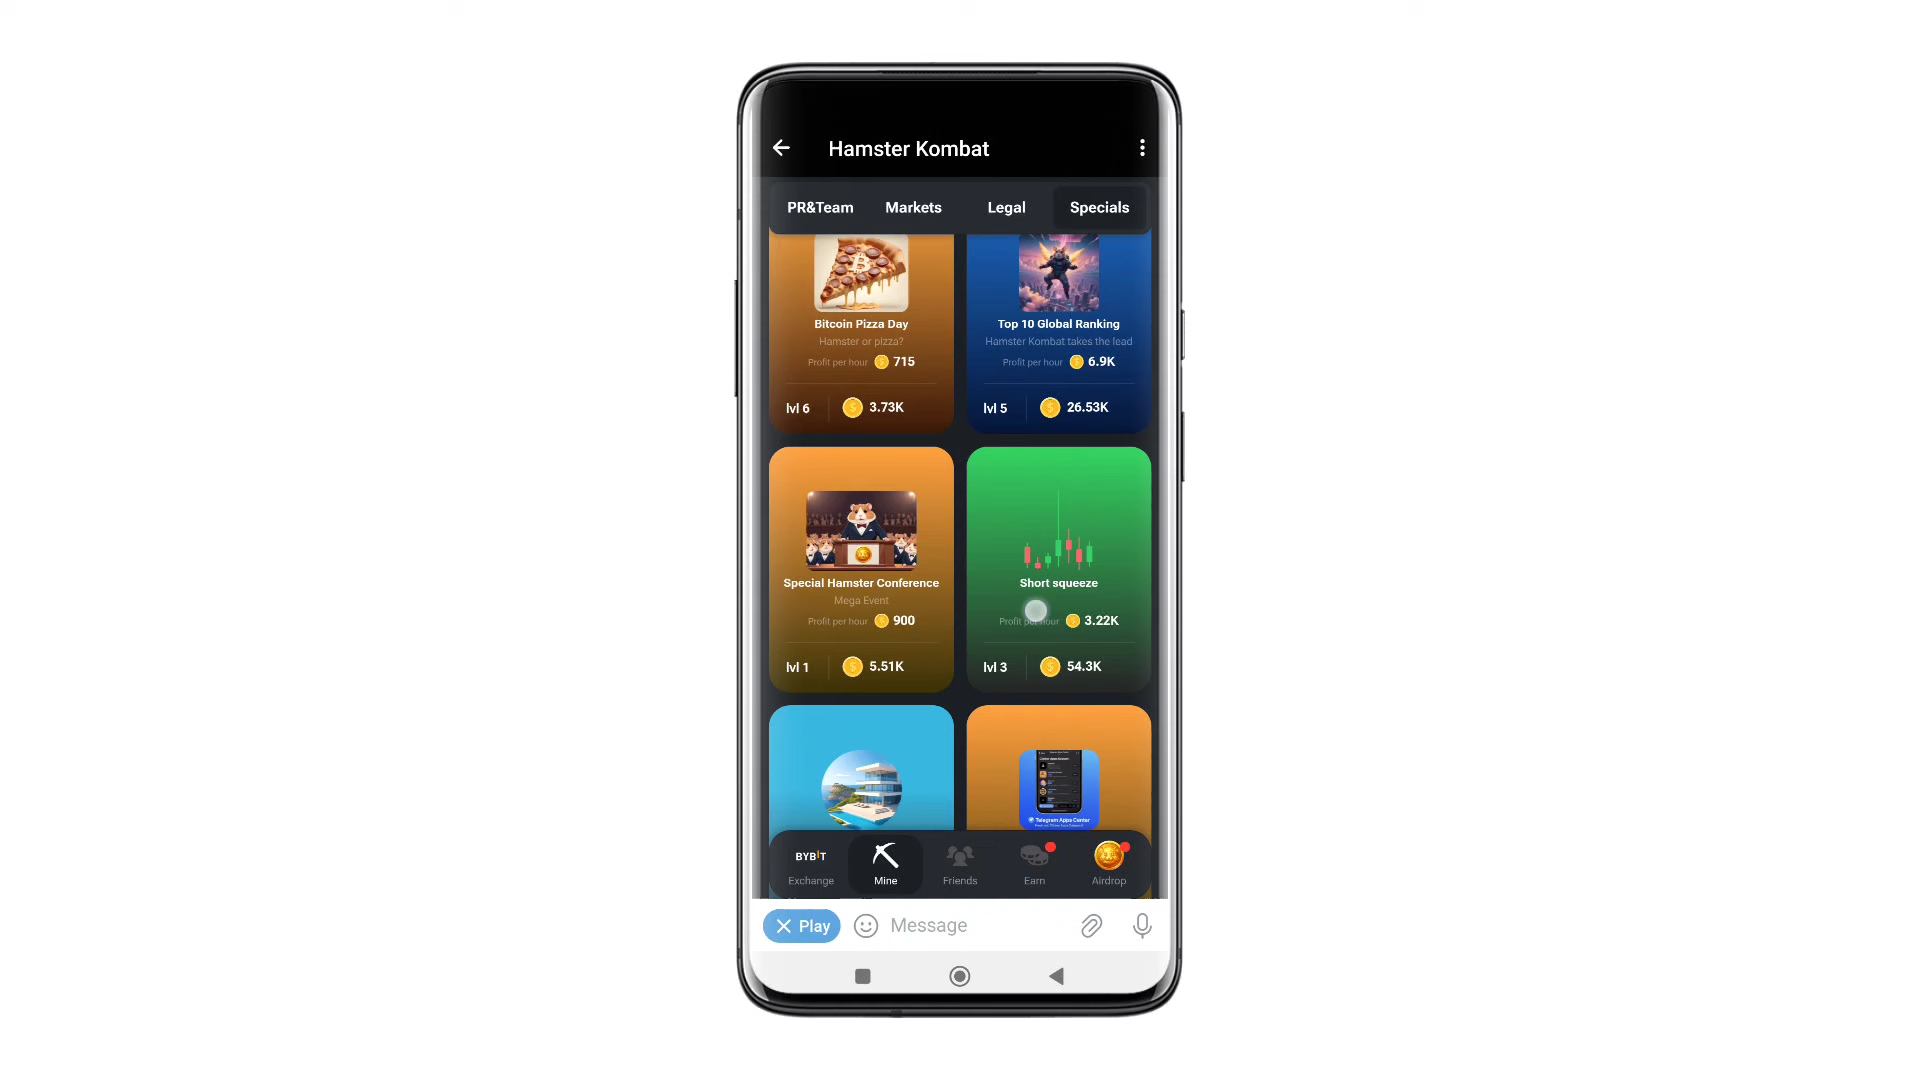 Hamster Kombat
PR&Team Markets Legal Specials
Bitcoin Pizza Day
Hamster or pizza?
Profit per hour 715
lvl 6 3.73K
Top 10 Global Ranking
Hamster Kombat takes the lead
Profit per hour 6.9K
lvl 5 26.53K
Special Hamster Conference
Mega Event
Profit per hour 900
lvl 1 5.51K
Short squeeze
Profit per hour 3.22K
lvl 3 54.3K
Telegram Apps Center
BYBIT
Exchange Mine Friends Earn Airdrop
Play Message